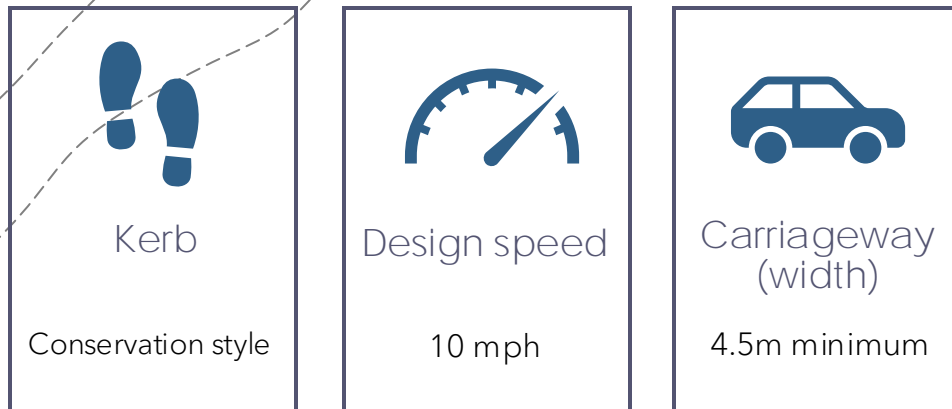 Kerb
Conservation style
Design speed
10 mph
Carriageway
(width)
4.5m minimum